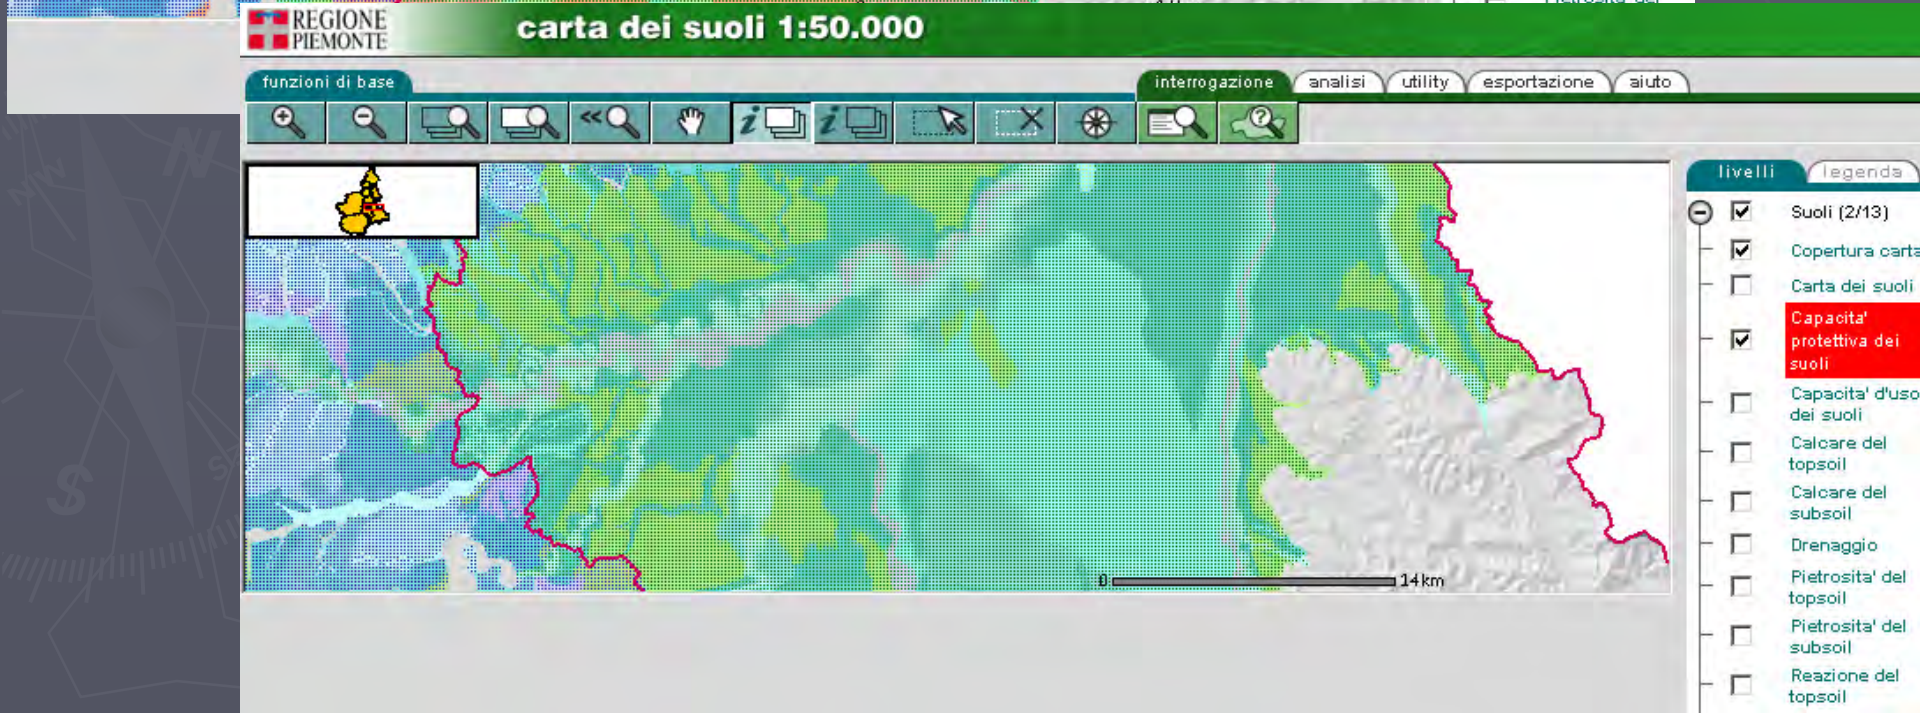 REGIONE
PIEMONTE
carta dei suoli 1:50.000
funzioni di base
interrogazione
analisi
utility
esportazione
aiuto
livelli
legenda
Suoli (2/13)
Copertura carta
Carta dei suoli
Capacita'
protettiva dei
suoli
Capacita' d'uso
dei suoli
Calcare del
topsoil
Calcare del
subsoil
Drenaggio
Pietrosita' del
topsoil
Pietrosita' del
subsoil
Reazione del
topsoil
0
14 km
N
NW
S